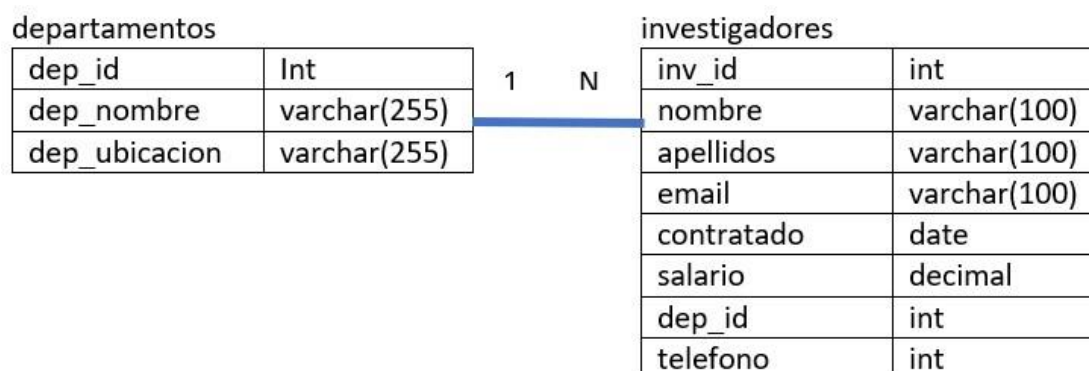 departamentos
dep_id Int
dep_nombre varchar(255)
dep_ubicacion varchar(255)
1 N
investigadores
inv_id int
nombre varchar(100)
apellidos varchar(100)
email varchar(100)
contratado date
salario decimal
dep_id int
telefono int